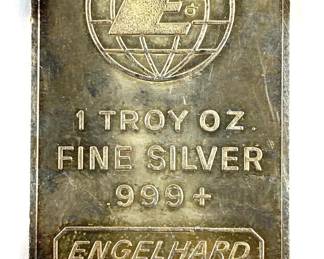 E
1 TROY OZ.
FINE SILVER
.999+
ENGELHARD